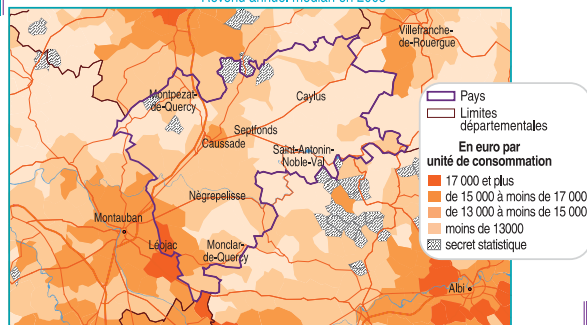 Revenu annuel médian en 2005
Villefranche-
de-Rouergue
Montpezat-
de-Quercy
Caylus
Septfonds
Caussade
Saint-Antonin-
Noble-Val
Nègrepelisse
Montauban
Léojac
Monclar-
de-Quercy
Albi
Pays
Limites
départementales
En euro par
unité de consommation
17 000 et plus
de 15 000 à moins de 17 000
de 13 000 à moins de 15 000
moins de 13000
secret statistique